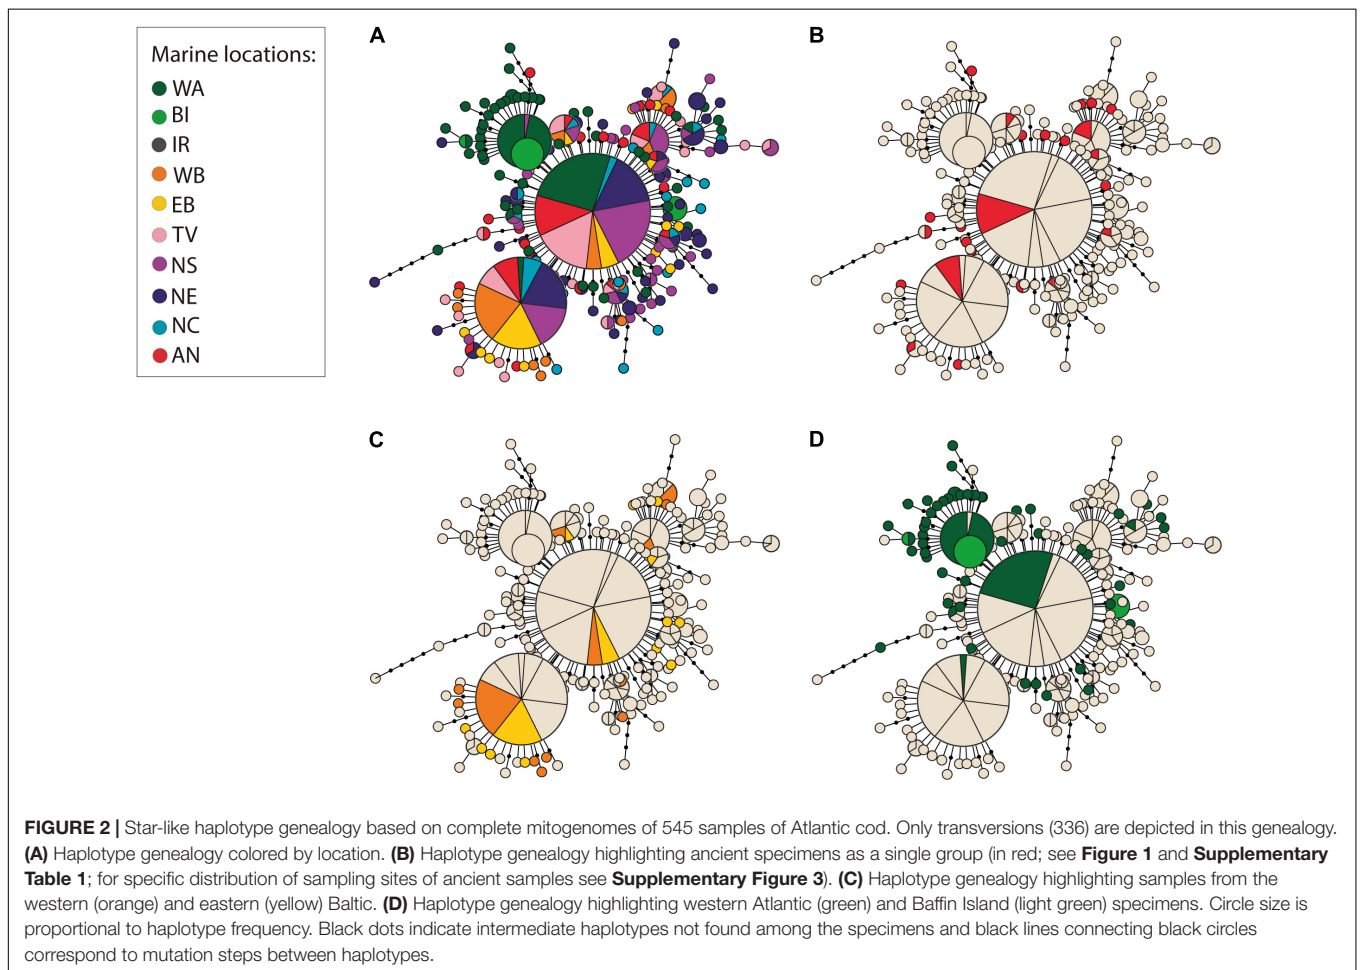 Marine locations:
WA
BI
IR
WB
EB
TV
NS
NE
NC
AN
A
B
C
D
FIGURE 2 | Star-like haplotype genealogy based on complete mitogenomes of 545 samples of Atlantic cod. Only transversions (336) are depicted in this genealogy.
(A) Haplotype genealogy colored by location. (B) Haplotype genealogy highlighting ancient specimens as a single group (in red; see Figure 1 and Supplementary
Table 1; for specific distribution of sampling sites of ancient samples see Supplementary Figure 3). (C) Haplotype genealogy highlighting samples from the
western (orange) and eastern (yellow) Baltic. (D) Haplotype genealogy highlighting western Atlantic (green) and Baffin Island (light green) specimens. Circle size is
proportional to haplotype frequency. Black dots indicate intermediate haplotypes not found among the specimens and black lines connecting black circles
correspond to mutation steps between haplotypes.